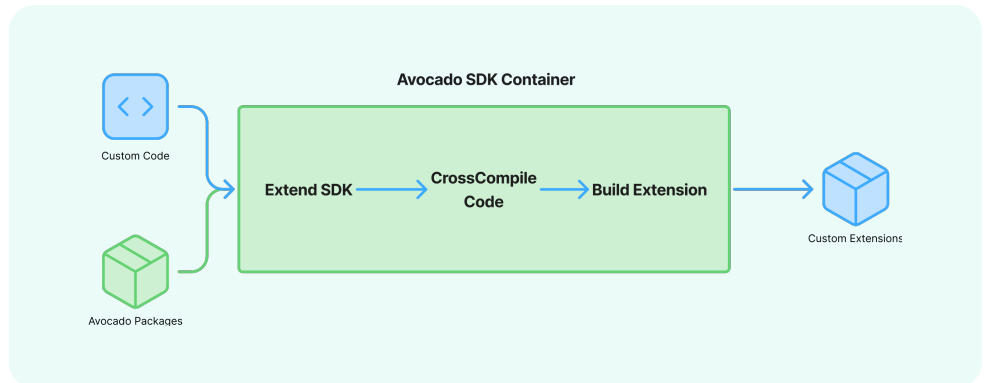 Avocado SDK Container
Custom Code
Extend SDK
CrossCompile
Code
Build Extension
Custom Extensions
Avocado Packages